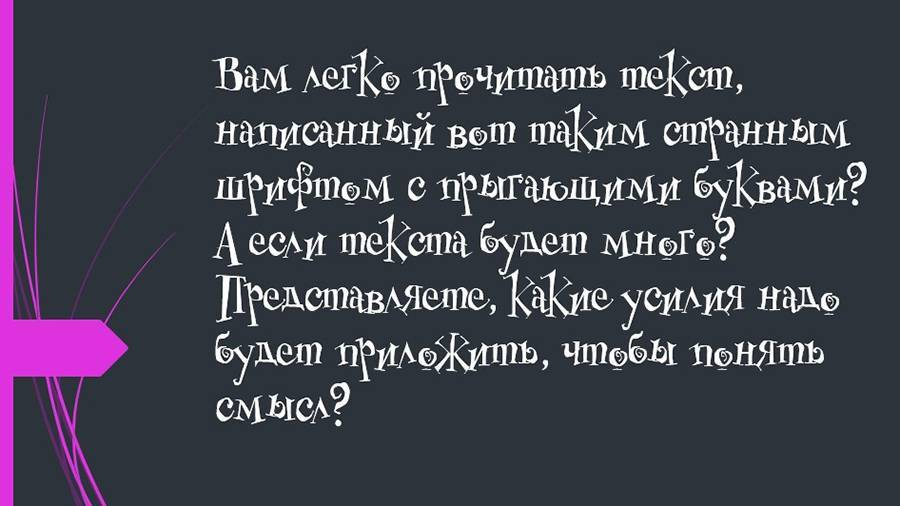 Вам легко прочитать текст,
написанный вот таким странным
шрифтом с прыгающими буквами?
А если текста будет много?
Представляете, какие усилия надо
будет приложить, чтобы понять
смысл?